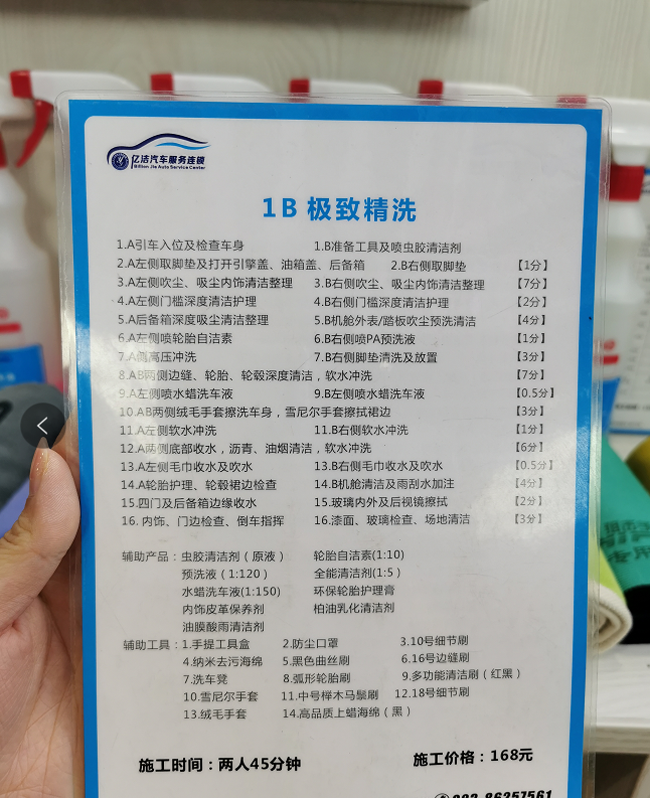 亿洁汽车服务连锁
Billion Jie Auto Service Center
1B 极致精洗
1.A引车入位及检查车身 1.B准备工具及喷虫胶清洁剂
2.A左侧取脚垫及打开引擎盖、油箱盖、后备箱 2.B右侧取脚垫 【1分】
3.A左侧吹尘、吸尘内饰清洁整理 3.B右侧吹尘、吸尘内饰清洁整理 【7分】
4.A左侧门槛深度清洁护理 4.B右侧门槛深度清洁护理 【2分】
5.A后备箱深度吸尘清洁整理 5.B机舱外表/踏板吹尘预洗清洁 【4分】
6.A左侧喷轮胎自洁素 6.B右侧喷PA预洗液 【1分】
7.A侧高压冲洗 7.B右侧脚垫清洗及放置 【3分】
8.AB两侧边缝、轮胎、轮毂深度清洁，软水冲洗 【7分】
9.A左侧喷水蜡洗车液 9.B左侧喷水蜡洗车液 【0.5分】
10.AB两侧绒毛手套擦洗车身，雪尼尔手套擦拭裙边 【3分】
11.A左侧软水冲洗 11.B右侧软水冲洗 【1分】
12.A两侧底部收水，沥青、油烟清洁，软水冲洗 【6分】
13.A左侧毛巾收水及吹水 13.B右侧毛巾收水及吹水 【0.5分】
14.A轮胎护理、轮毂裙边检查 14.B机舱清洁及雨刮水加注 【4分】
15.四门及后备箱边缘收水 15.玻璃内外及后视镜擦拭 【2分】
16. 内饰、门边检查、倒车指挥 16.漆面、玻璃检查、场地清洁 【3分】
辅助产品：虫胶清洁剂（原液） 轮胎自洁素(1:10)
预洗液（1:120） 全能清洁剂(1:5）
水蜡洗车液(1:150) 环保轮胎护理膏
内饰皮革保养剂 柏油乳化清洁剂
油膜酸雨清洁剂
辅助工具：1.手提工具盒 2.防尘口罩 3.10号细节刷
4.纳米去污海绵 5.黑色曲丝刷 6.16号边缝刷
7.洗车凳 8.弧形轮胎刷 9.多功能清洁刷（红黑）
10.雪尼尔手套 11.中号榉木马鬃刷 12.18号细节刷
13.绒毛手套 14.高品质上蜡海绵（黑）
施工时间：两人45分钟 施工价格：168元